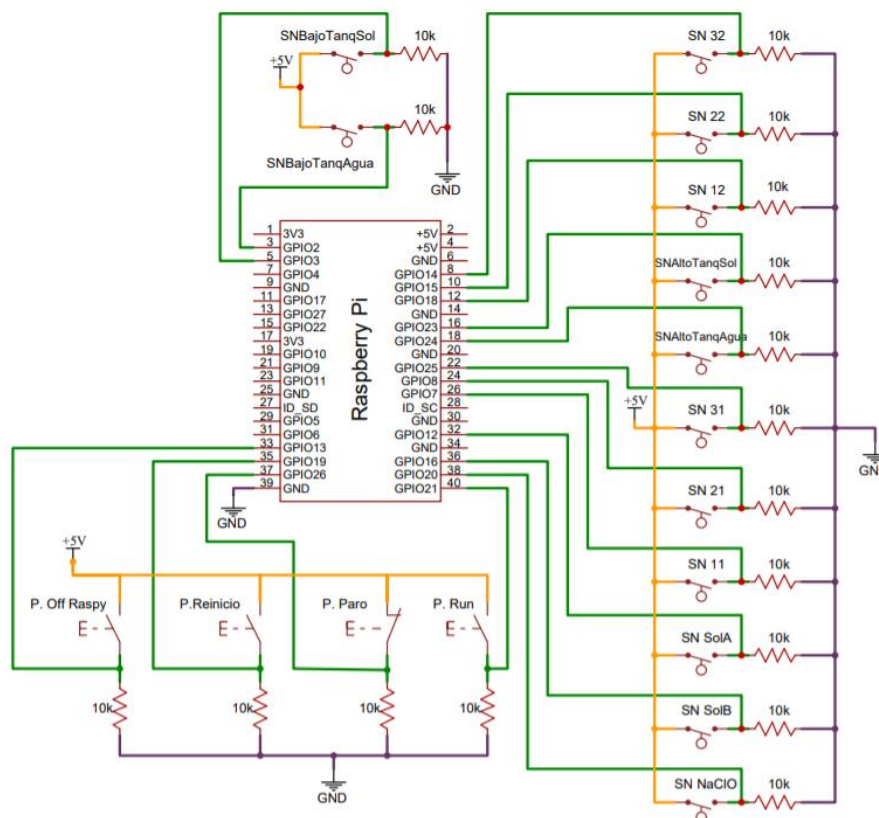 SNBajoTanqSol
10k
+5V
10k
SNBajoTanqAgua
GND
SN 32
10k
SN 22
10k
SN 12
10k
SNAltoTanqSol
10k
SNAltoTanqAgua
10k
+5V
SN 31
10k
GND
SN 21
10k
SN 11
10k
SN SolA
10k
SN SolB
10k
SN NaClO
10k
Raspberry Pi
1 3V3 +5V 2
3 GPIO2 +5V 4
5 GPIO3 GND 6
7 GPIO4 GPIO14 8
9 GND GPIO15 10
11 GPIO17 GPIO18 12
13 GPIO27 GND 14
15 GPIO22 GPIO23 16
17 3V3 GPIO24 18
19 GPIO10 GND 20
21 GPIO9 GPIO25 22
23 GPIO11 GPIO8 24
25 GND GPIO7 26
27 ID_SD ID_SC 28
29 GPIO5 GND 30
31 GPIO6 GPIO12 32
33 GPIO13 GND 34
35 GPIO19 GPIO16 36
37 GPIO26 GPIO20 38
39 GND GPIO21 40
GND
+5V
P. Off Raspy P.Reinicio P. Paro P. Run
E E E E
10k 10k 10k 10k
GND